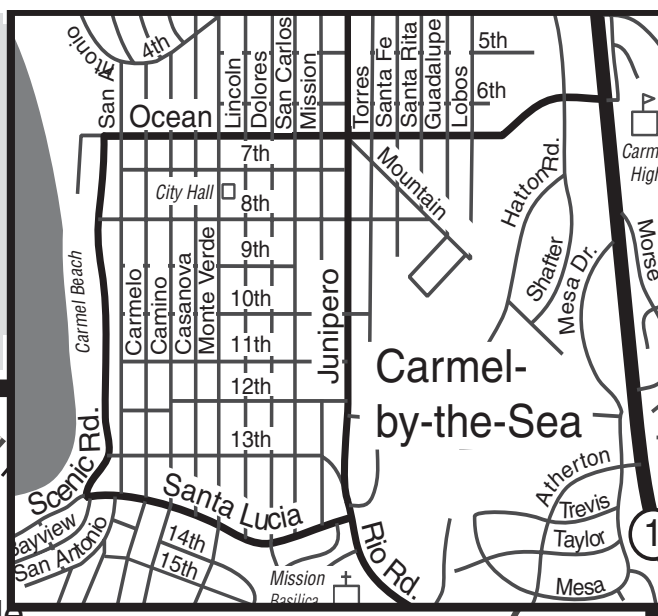 San Antonio
4th
Lincoln
Dolores
San Carlos
Mission
Torres
Santa Fe
Santa Rita
Guadalupe
Lobos
5th
6th
Ocean
7th
City Hall
8th
Mountain
Hatton Rd.
Carm
High
Morse
Shafter
Mesa Dr.
Carmel Beach
9th
10th
11th
12th
13th
Carmelo
Camino
Casanova
Monte Verde
Junipero
Carmel-
by-the-Sea
Scenic Rd.
Santa Lucia
Bayview
San Antonio
14th
15th
Mission
Basilica
Rio Rd.
Atherton
Trevis
Taylor
Mesa
1